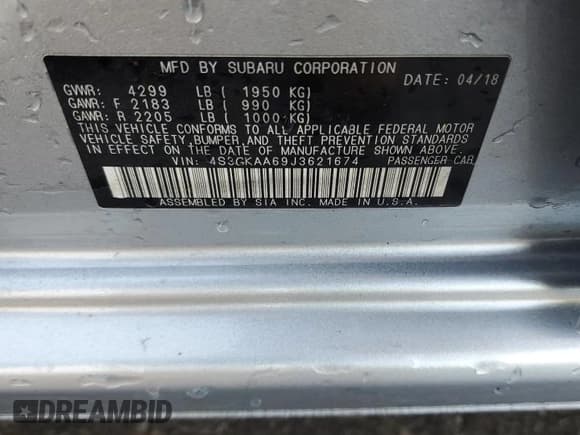 MFD BY SUBARU CORPORATION
DATE: 04/18
GVWR: 4299 LB ( 1950 KG)
GAWR: F 2183 LB ( 990 KG)
GAWR: R 2205 LB ( 1000 KG)
THIS VEHICLE CONFORMS TO ALL APPLICABLE FEDERAL MOTOR
VEHICLE SAFETY, BUMPER, AND THEFT PREVENTION STANDARDS
IN EFFECT ON THE DATE OF MANUFACTURE SHOWN ABOVE.
VIN: 4S3GKAA69J3621674 PASSENGER CAR
ASSEMBLED BY SIA INC. MADE IN U.S.A.
DREAMBID